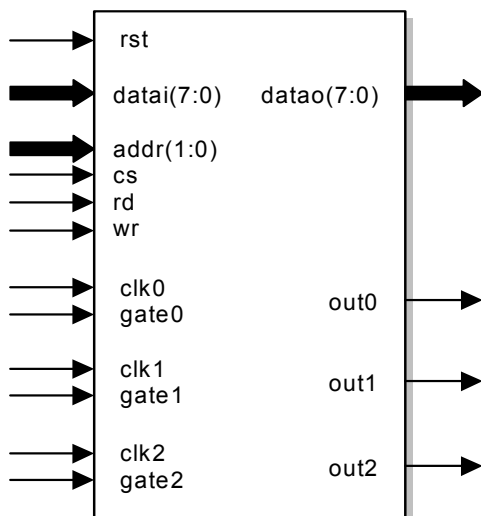 rst
datai(7:0) datao(7:0)
addr(1:0)
cs
rd
wr
clk0
gate0 out0
clk1
gate1 out1
clk2
gate2 out2